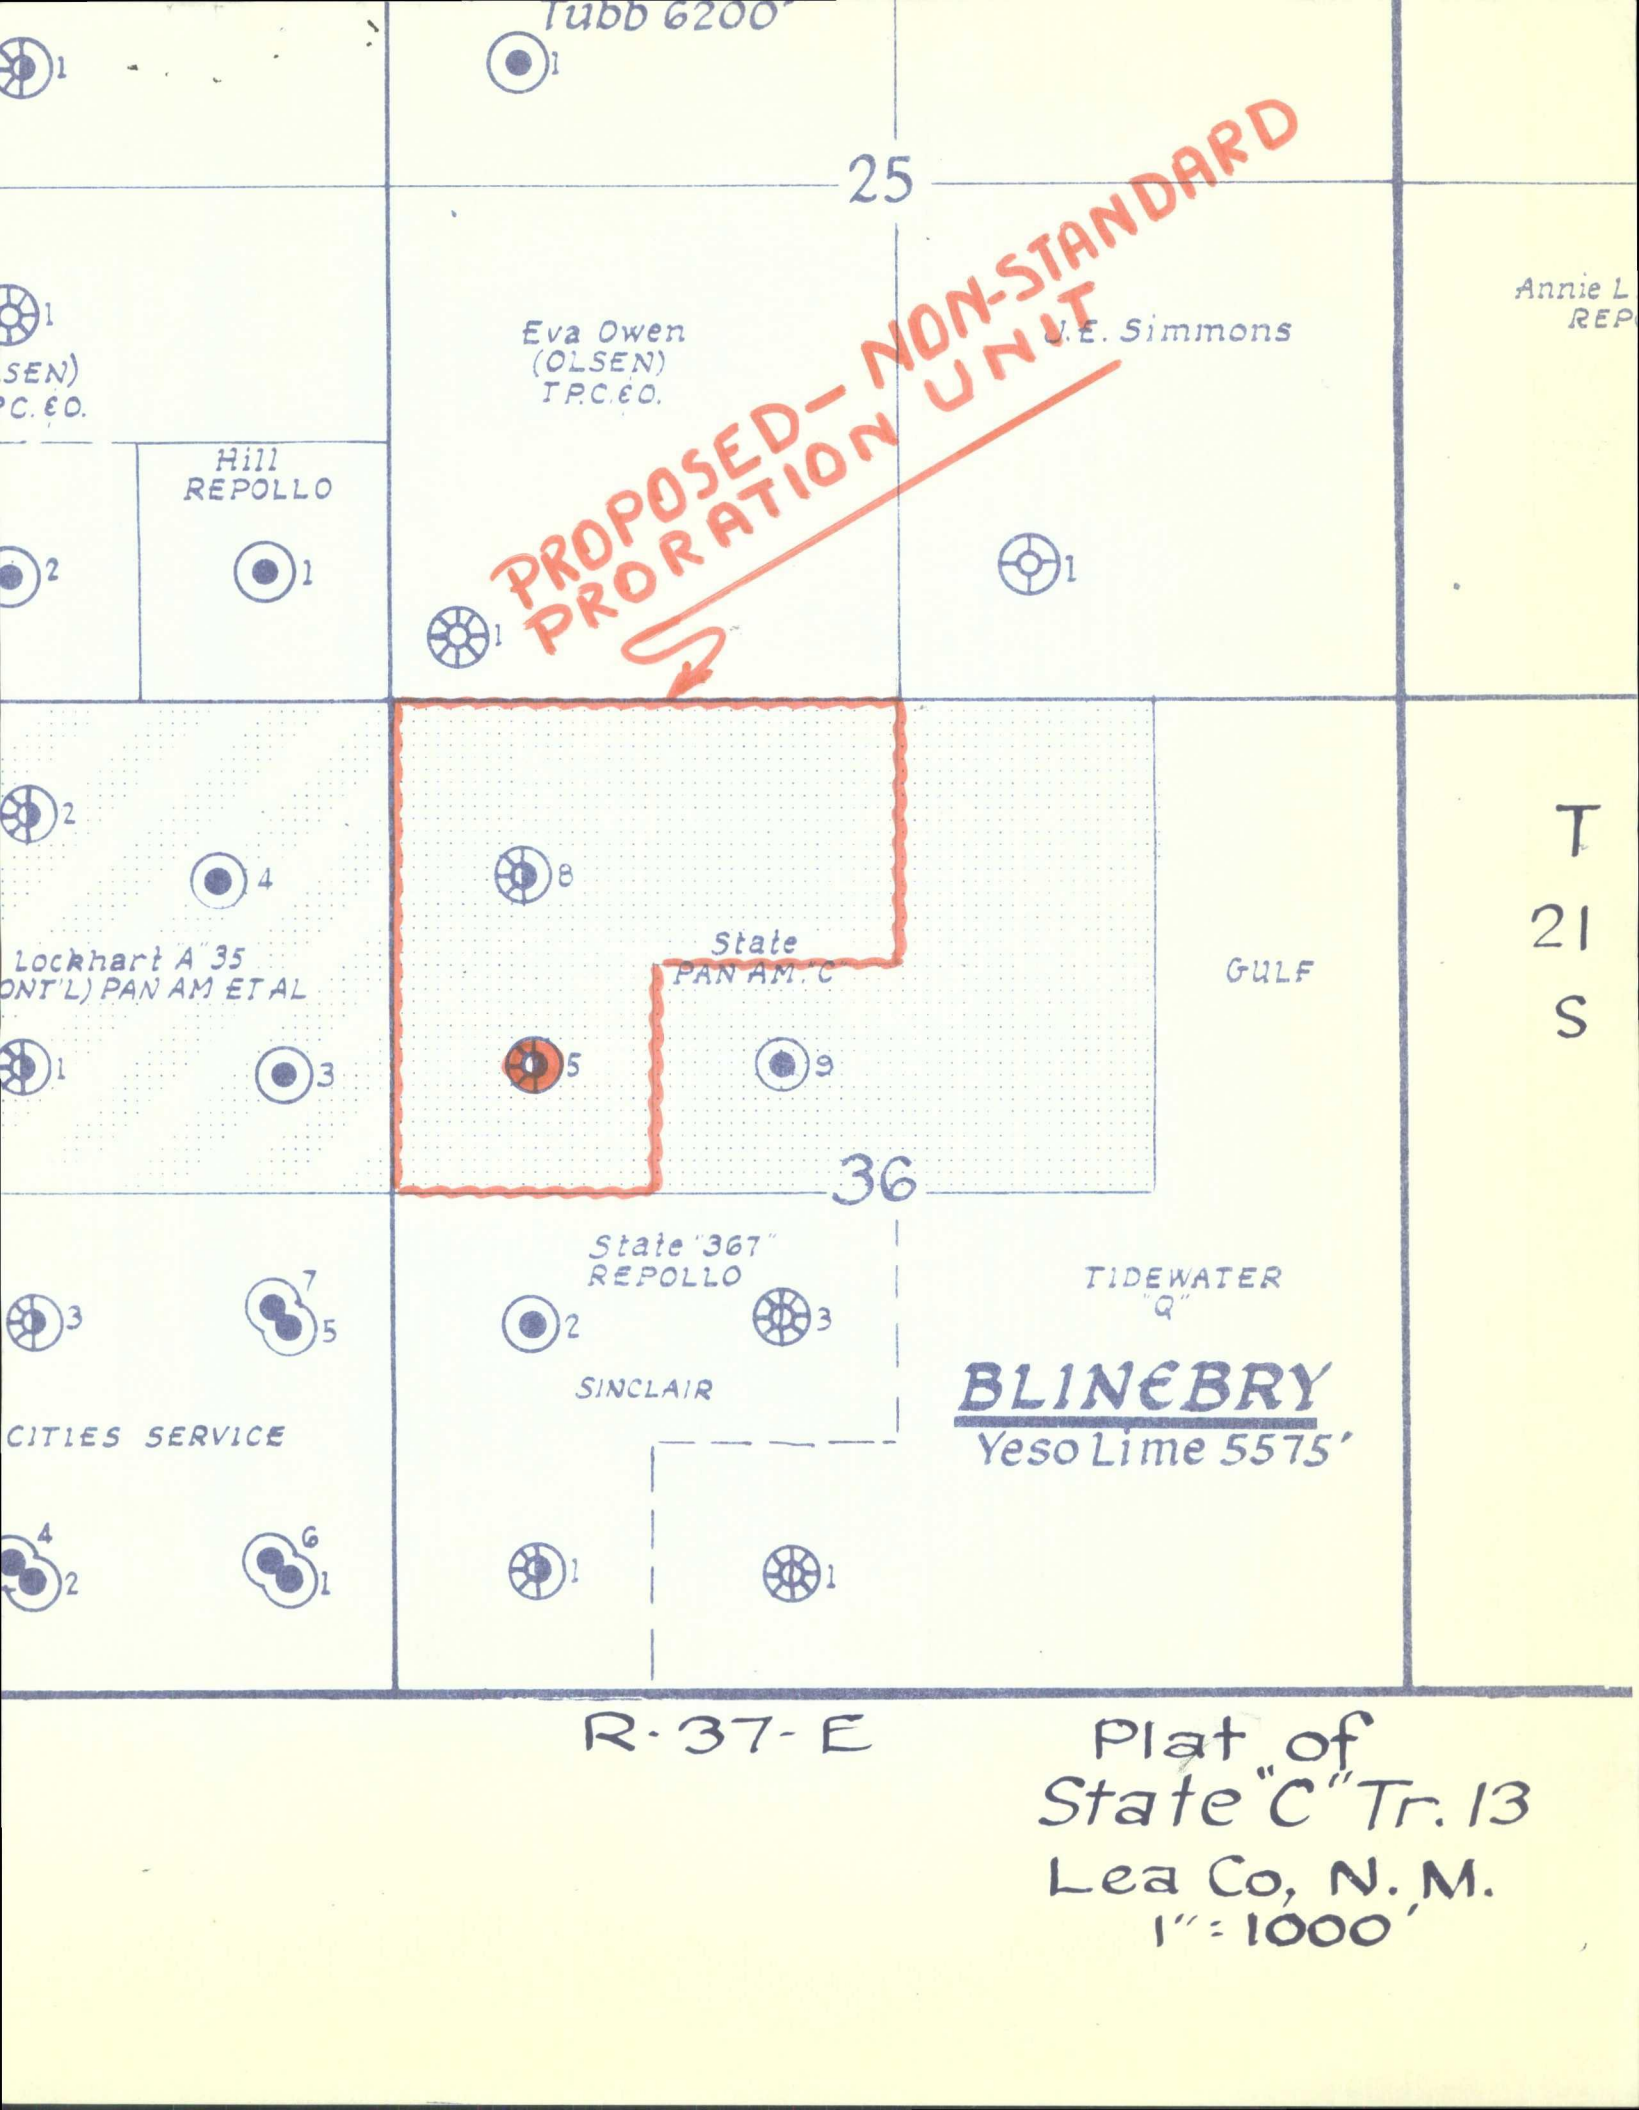 Tubb 6200'
1
1
25
PROPOSED— NON-STANDARD
PRORATION UNIT
1
SEN)
C. & O.
Eva Owen
(OLSEN)
T.P.C. & O.
J.E. Simmons
Annie L
REP
Hill
REPOLLO
2
1
1
1
2
4
8
State
PAN AM. "C"
Lockhart "A" 35
ONT'L) PAN AM ET AL
GULF
T
21
S
1
3
5
9
36
State "367"
REPOLLO
TIDEWATER
"Q"
3
7
5
2
3
SINCLAIR
BLINEBRY
Yeso Lime 5575'
CITIES SERVICE
4
2
6
1
1
1
R-37-E
Plat of
State "C" Tr. 13
Lea Co, N. M.
1" = 1000'